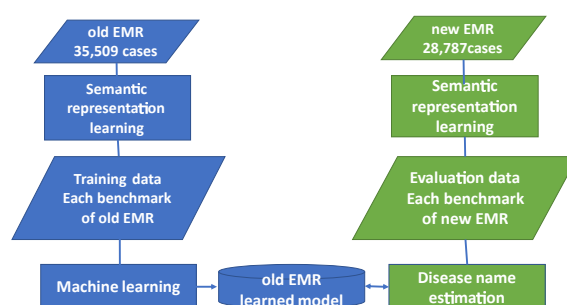 old EMR
35,509 cases
Semantic
representation
learning
Training data
Each benchmark
of old EMR
Machine learning
old EMR
learned model
new EMR
28,787cases
Semantic
representation
learning
Evaluation data
Each benchmark
of new EMR
Disease name
estimation